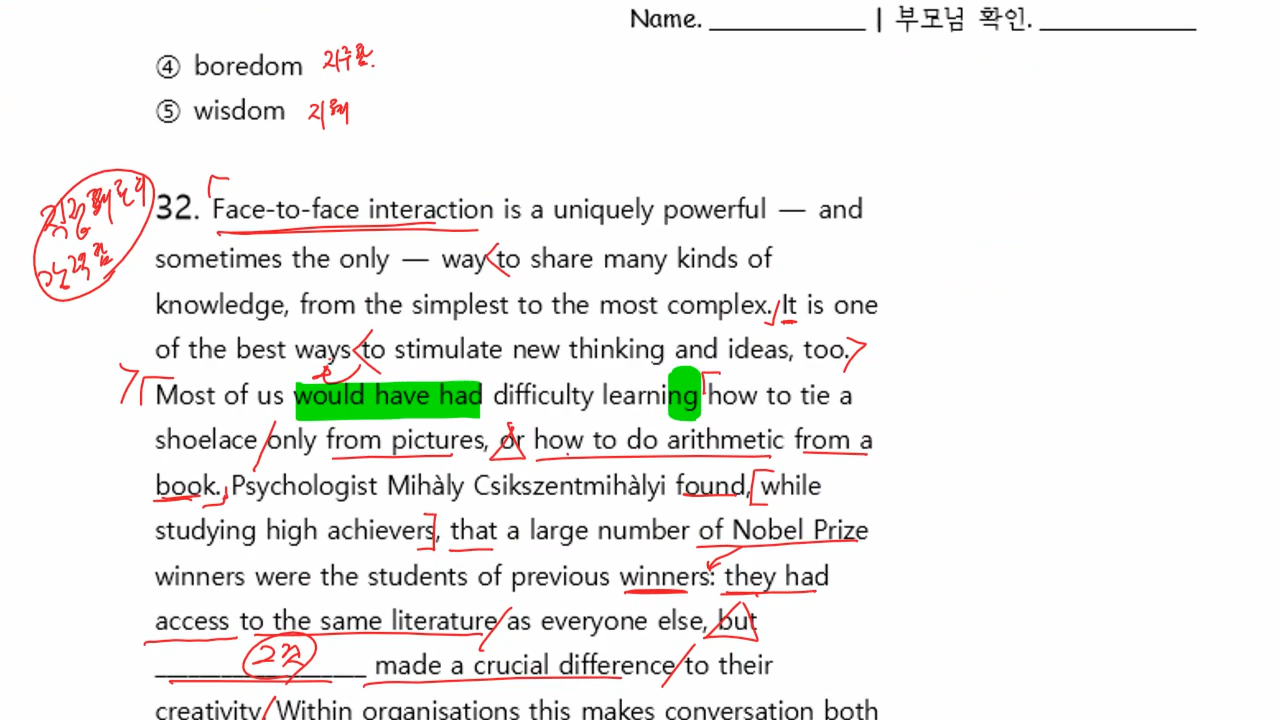 Name. ___________ | 부모님 확인. ___________
④ boredom 지루함.
⑤ wisdom 지혜
32. Face-to-face interaction is a uniquely powerful — and
sometimes the only — way to share many kinds of
knowledge, from the simplest to the most complex. It is one
of the best ways to stimulate new thinking and ideas, too.
Most of us would have had difficulty learning how to tie a
shoelace only from pictures, or how to do arithmetic from a
book. Psychologist Mihàly Csikszentmihàlyi found, while
studying high achievers, that a large number of Nobel Prize
winners were the students of previous winners: they had
access to the same literature as everyone else, but
_______________ made a crucial difference to their
creativity. Within organisations this makes conversation both